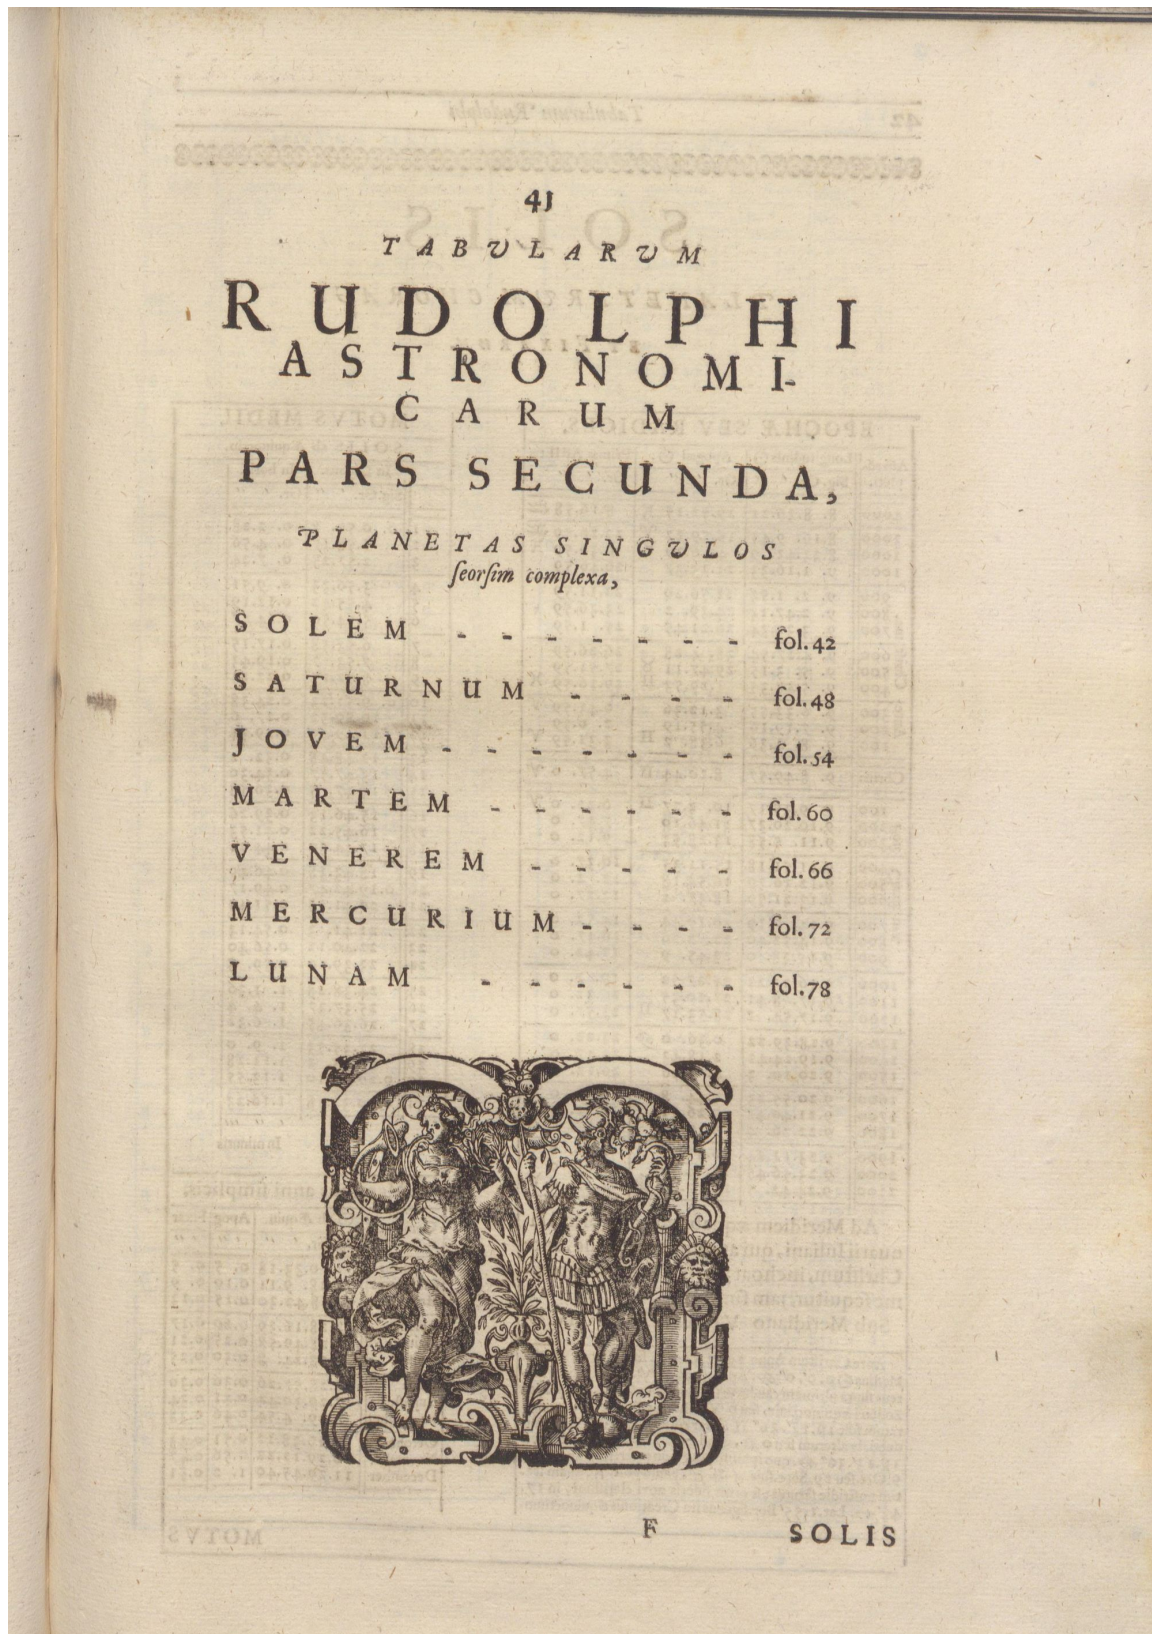 41
TABULARUM
RUDOLPHI
ASTRONOMI-
CARUM
PARS SECUNDA,
PLANETAS SINGULOS
ſeorſim complexa,
SOLEM - - - - - - - fol. 42
SATURNUM - - - - fol. 48
JOVEM - - - - - - - fol. 54
MARTEM - - - - - - fol. 60
VENEREM - - - - - fol. 66
MERCURIUM - - - - fol. 72
LUNAM - - - - - - fol. 78
F SOLIS